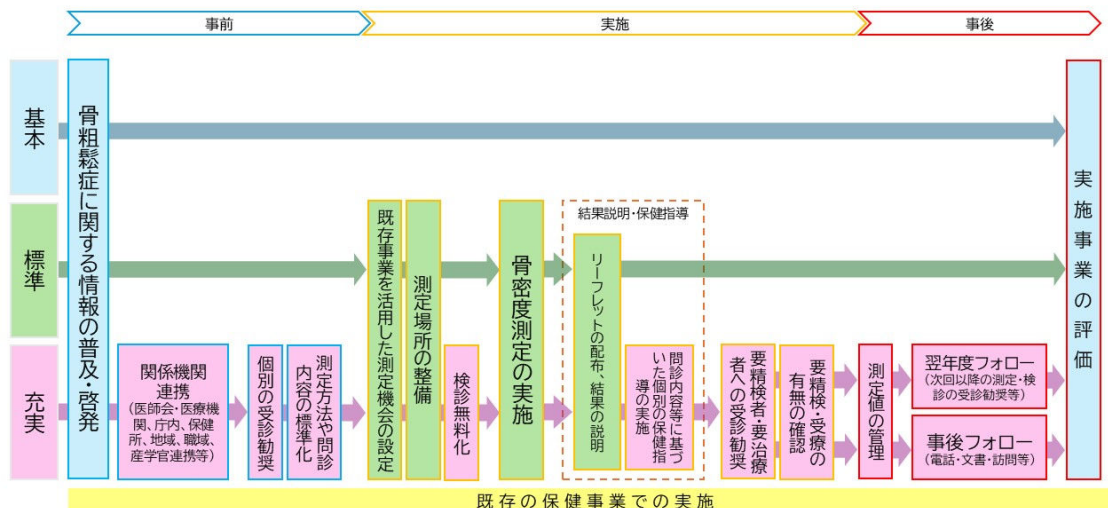 事前
実施
事後
基本
標準
充実
骨粗鬆症に関する情報の普及・啓発
関係機関
連携
(医師会・医療機
関、庁内、保健
所、地域、職域、
産学官連携等)
個別の受診勧奨
測定方法や問診
内容の標準化
既存事業を活用した測定機会の設定
測定場所の整備
検診無料化
骨密度測定の実施
結果説明・保健指導
リーフレットの配布、結果の説明
問診内容等に基づ
いた個別の保健指
導の実施
要精検者・要治療
者への受診勧奨
要精検・受療の
有無の確認
測定値の管理
翌年度フォロー
(次回以降の測定・検
診の受診勧奨等)
事後フォロー
(電話・文書・訪問等)
実施事業の評価
既存の保健事業での実施